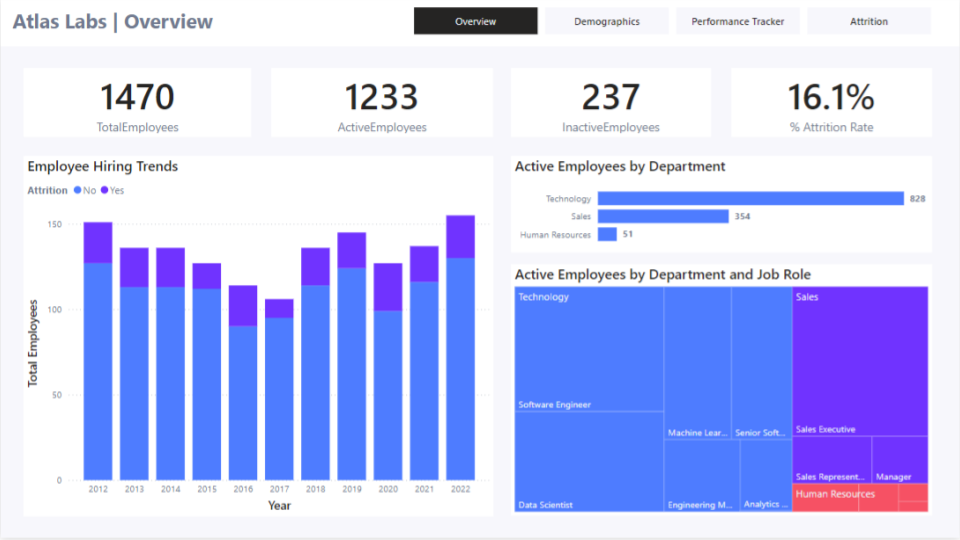 Atlas Labs | Overview
Overview
Demographics
Performance Tracker
Attrition
1470
TotalEmployees
1233
ActiveEmployees
237
InactiveEmployees
16.1%
% Attrition Rate
Employee Hiring Trends
Attrition No Yes
150
100
50
0
Total Employees
2012 2013 2014 2015 2016 2017 2018 2019 2020 2021 2022
Year
Active Employees by Department
Technology 828
Sales 354
Human Resources 51
Active Employees by Department and Job Role
Technology
Software Engineer
Data Scientist
Machine Lear...
Senior Soft...
Engineering M...
Analytics ...
Sales
Sales Executive
Sales Represent...
Manager
Human Resources